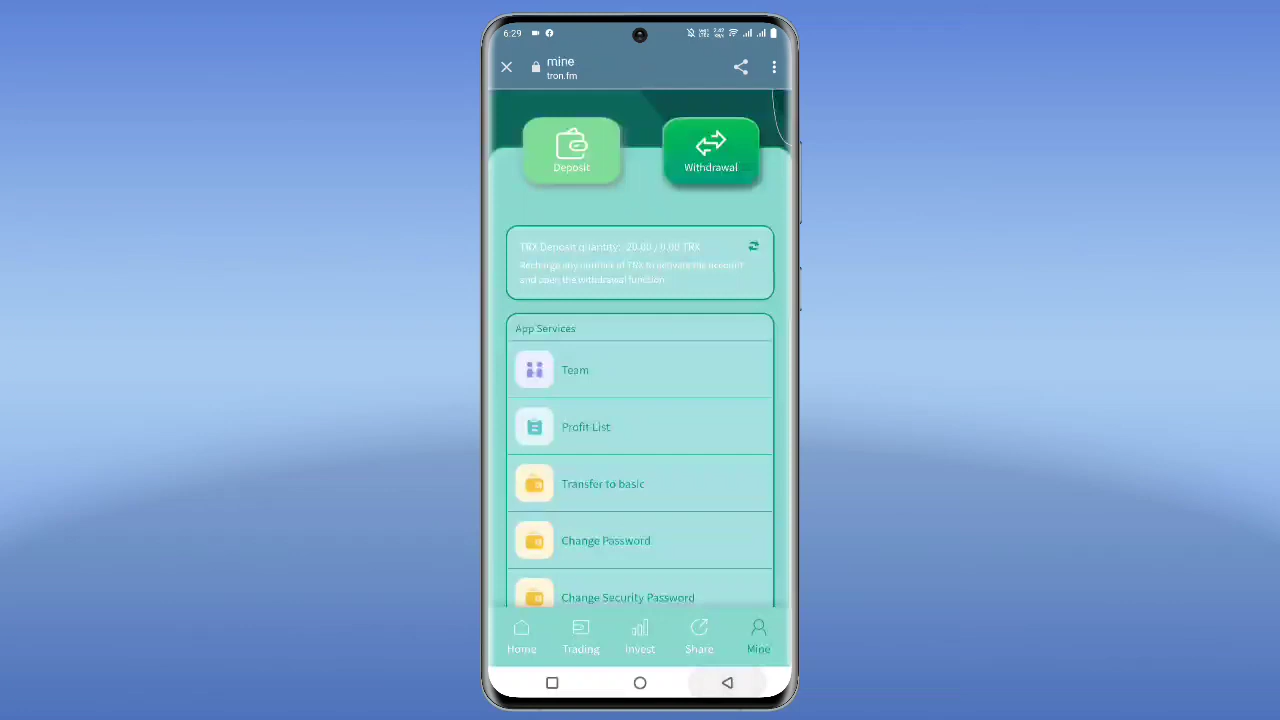 6:29
mine
tron.fm
Deposit
Withdrawal
TRX Deposit quantity: 20.00 / 0.00 TRX
Recharge any number of TRX to activate the account
and open the withdrawal function
App Services
Team
Profit List
Transfer to basic
Change Password
Change Security Password
Home Trading Invest Share Mine